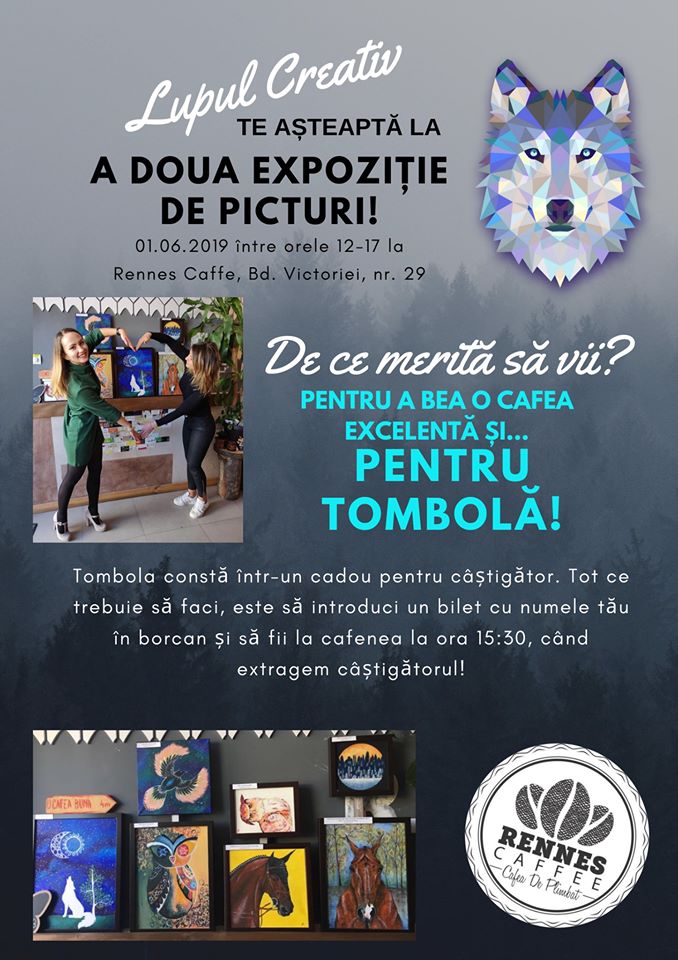 Lupul Creativ
TE AȘTEAPTĂ LA
A DOUA EXPOZIȚIE
DE PICTURI!
01.06.2019 între orele 12-17 la
Rennes Caffe, Bd. Victoriei, nr. 29
De ce merită să vii?
PENTRU A BEA O CAFEA
EXCELENTĂ ȘI...
PENTRU
TOMBOLĂ!
Tombola constă într-un cadou pentru câștigător. Tot ce
trebuie să faci, este să introduci un bilet cu numele tău
în borcan și să fii la cafenea la ora 15:30, când
extragem câștigătorul!
CAFEA BUNĂ
RENNES
CAFFEE
Cafea De Plimbat